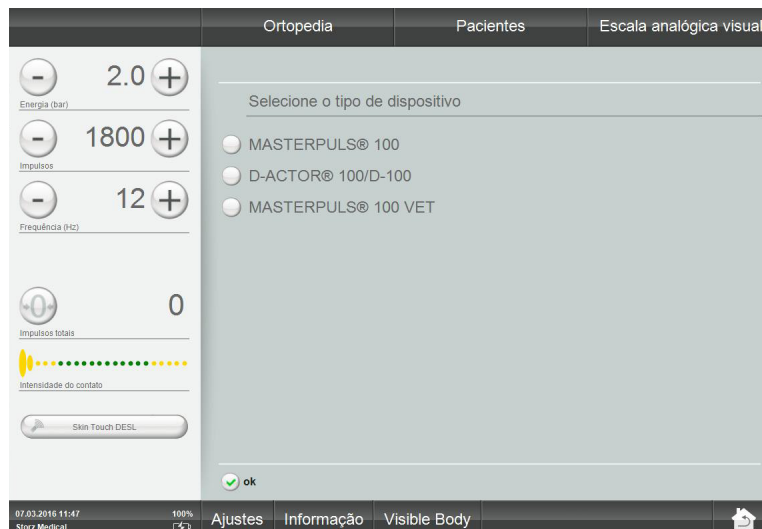 Ortopedia
Pacientes
Escala analógica visual
- 2.0 +
Energia (bar)
- 1800 +
Impulsos
- 12 +
Frequência (Hz)
0 0
Impulsos totais
Intensidade do contato
Skin Touch DESL
Selecione o tipo de dispositivo
MASTERPULS® 100
D-ACTOR® 100/D-100
MASTERPULS® 100 VET
ok
07.03.2016 11:47 100%
Storz Medical
Ajustes
Informação
Visible Body